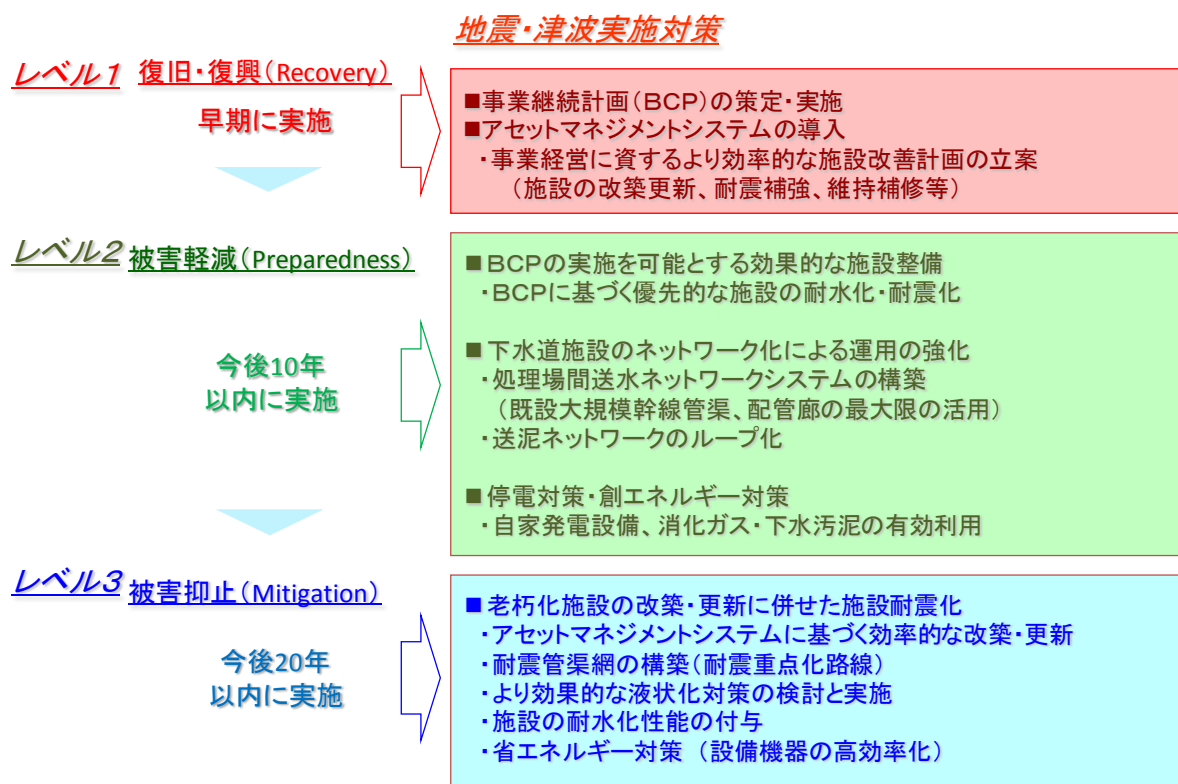 地震・津波実施対策
レベル1 復旧・復興(Recovery)
早期に実施
■事業継続計画(BCP)の策定・実施
■アセットマネジメントシステムの導入
・事業経営に資するより効率的な施設改善計画の立案
(施設の改築更新、耐震補強、維持補修等)
レベル2 被害軽減(Preparedness)
今後10年
以内に実施
■BCPの実施を可能とする効果的な施設整備
・BCPに基づく優先的な施設の耐水化・耐震化
■下水道施設のネットワーク化による運用の強化
・処理場間送水ネットワークシステムの構築
(既設大規模幹線管渠、配管廊の最大限の活用)
・送泥ネットワークのループ化
■停電対策・創エネルギー対策
・自家発電設備、消化ガス・下水汚泥の有効利用
レベル3 被害抑止(Mitigation)
今後20年
以内に実施
■老朽化施設の改築・更新に併せた施設耐震化
・アセットマネジメントシステムに基づく効率的な改築・更新
・耐震管渠網の構築(耐震重点化路線)
・より効果的な液状化対策の検討と実施
・施設の耐水化性能の付与
・省エネルギー対策 (設備機器の高効率化)